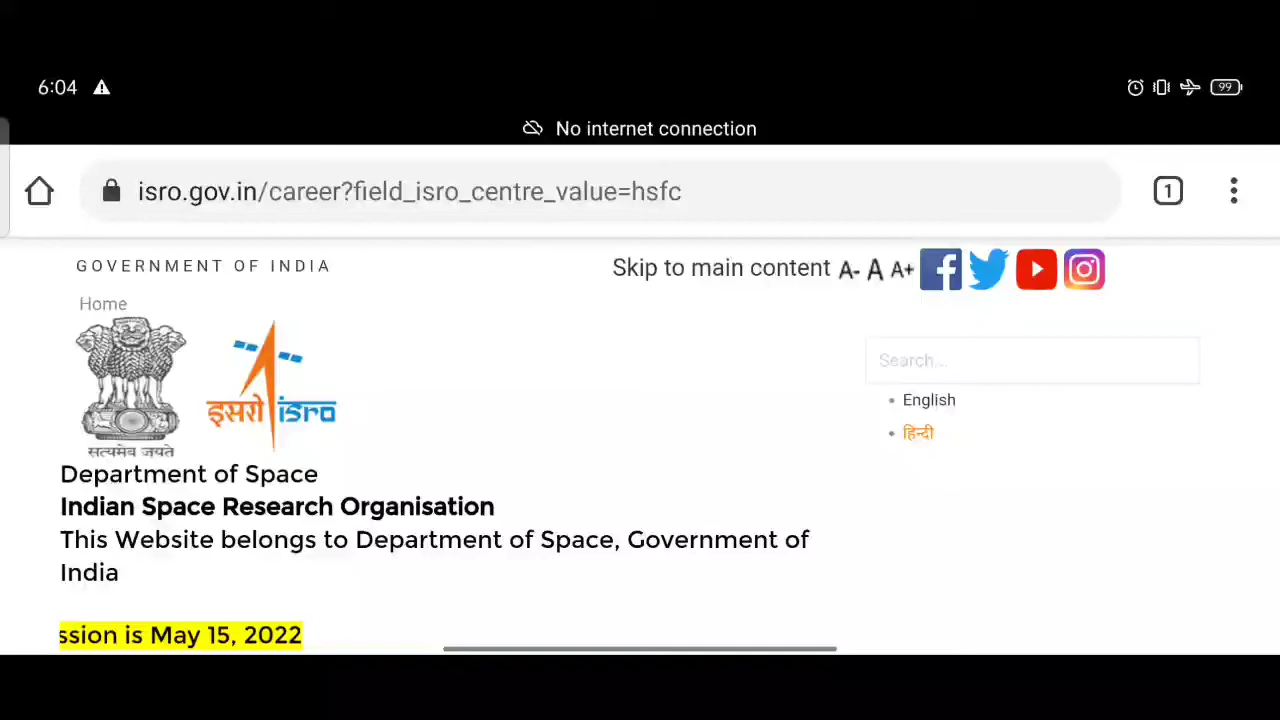 6:04
99
No internet connection
isro.gov.in/career?field_isro_centre_value=hsfc
1
GOVERNMENT OF INDIA
Skip to main content A- A A+
Home
Search...
सत्यमेव जयते
इसरो isro
English
हिन्दी
Department of Space
Indian Space Research Organisation
This Website belongs to Department of Space, Government of
India
ssion is May 15, 2022